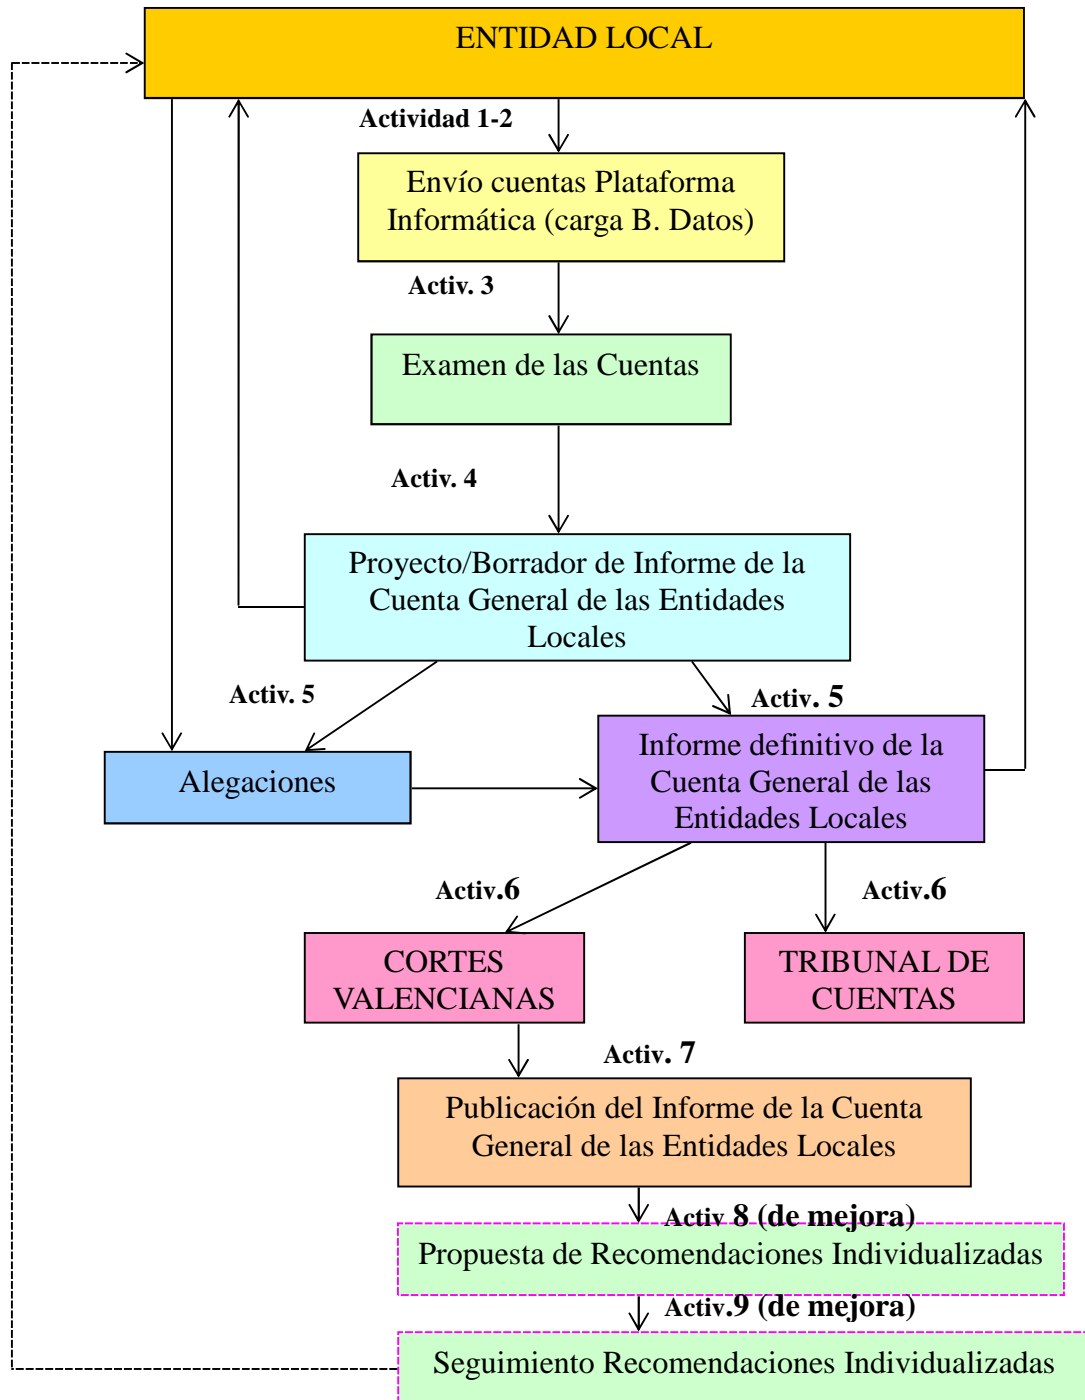 ENTIDAD LOCAL
Actividad 1-2
Envío cuentas Plataforma
Informática (carga B. Datos)
Activ. 3
Examen de las Cuentas
Activ. 4
Proyecto/Borrador de Informe de la
Cuenta General de las Entidades
Locales
Activ. 5
Activ. 5
Alegaciones
Informe definitivo de la
Cuenta General de las
Entidades Locales
Activ.6
Activ.6
CORTES
VALENCIANAS
TRIBUNAL DE
CUENTAS
Activ. 7
Publicación del Informe de la Cuenta
General de las Entidades Locales
Activ 8 (de mejora)
Propuesta de Recomendaciones Individualizadas
Activ.9 (de mejora)
Seguimiento Recomendaciones Individualizadas